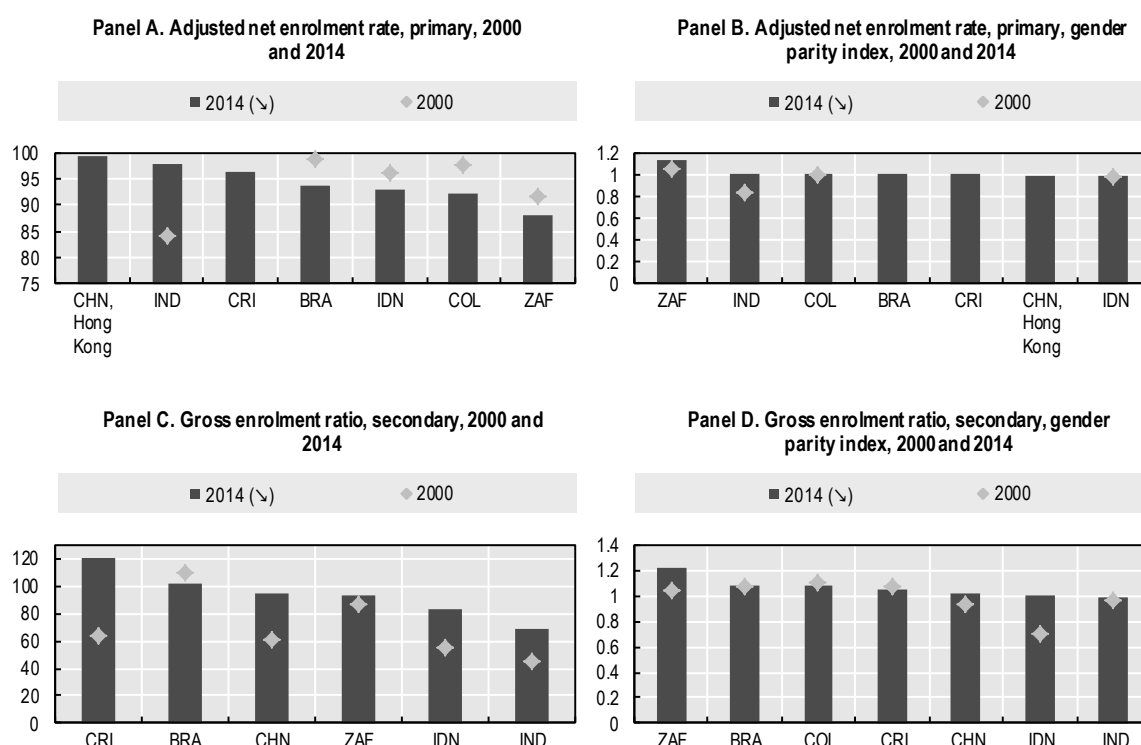 Panel A. Adjusted net enrolment rate, primary, 2000
and 2014
■ 2014 (↘) ◆ 2000
100
95
90
85
80
75
CHN,
Hong
Kong
IND
CRI
BRA
IDN
COL
ZAF
Panel B. Adjusted net enrolment rate, primary, gender
parity index, 2000 and 2014
■ 2014 (↘) ◆ 2000
1.2
1
0.8
0.6
0.4
0.2
0
ZAF
IND
COL
BRA
CRI
CHN,
Hong
Kong
IDN
Panel C. Gross enrolment ratio, secondary, 2000 and
2014
■ 2014 (↘) ◆ 2000
120
100
80
60
40
20
0
CRI
BRA
CHN
ZAF
IDN
IND
Panel D. Gross enrolment ratio, secondary, gender
parity index, 2000 and 2014
■ 2014 (↘) ◆ 2000
1.4
1.2
1
0.8
0.6
0.4
0.2
0
ZAF
BRA
COL
CRI
CHN
IDN
IND